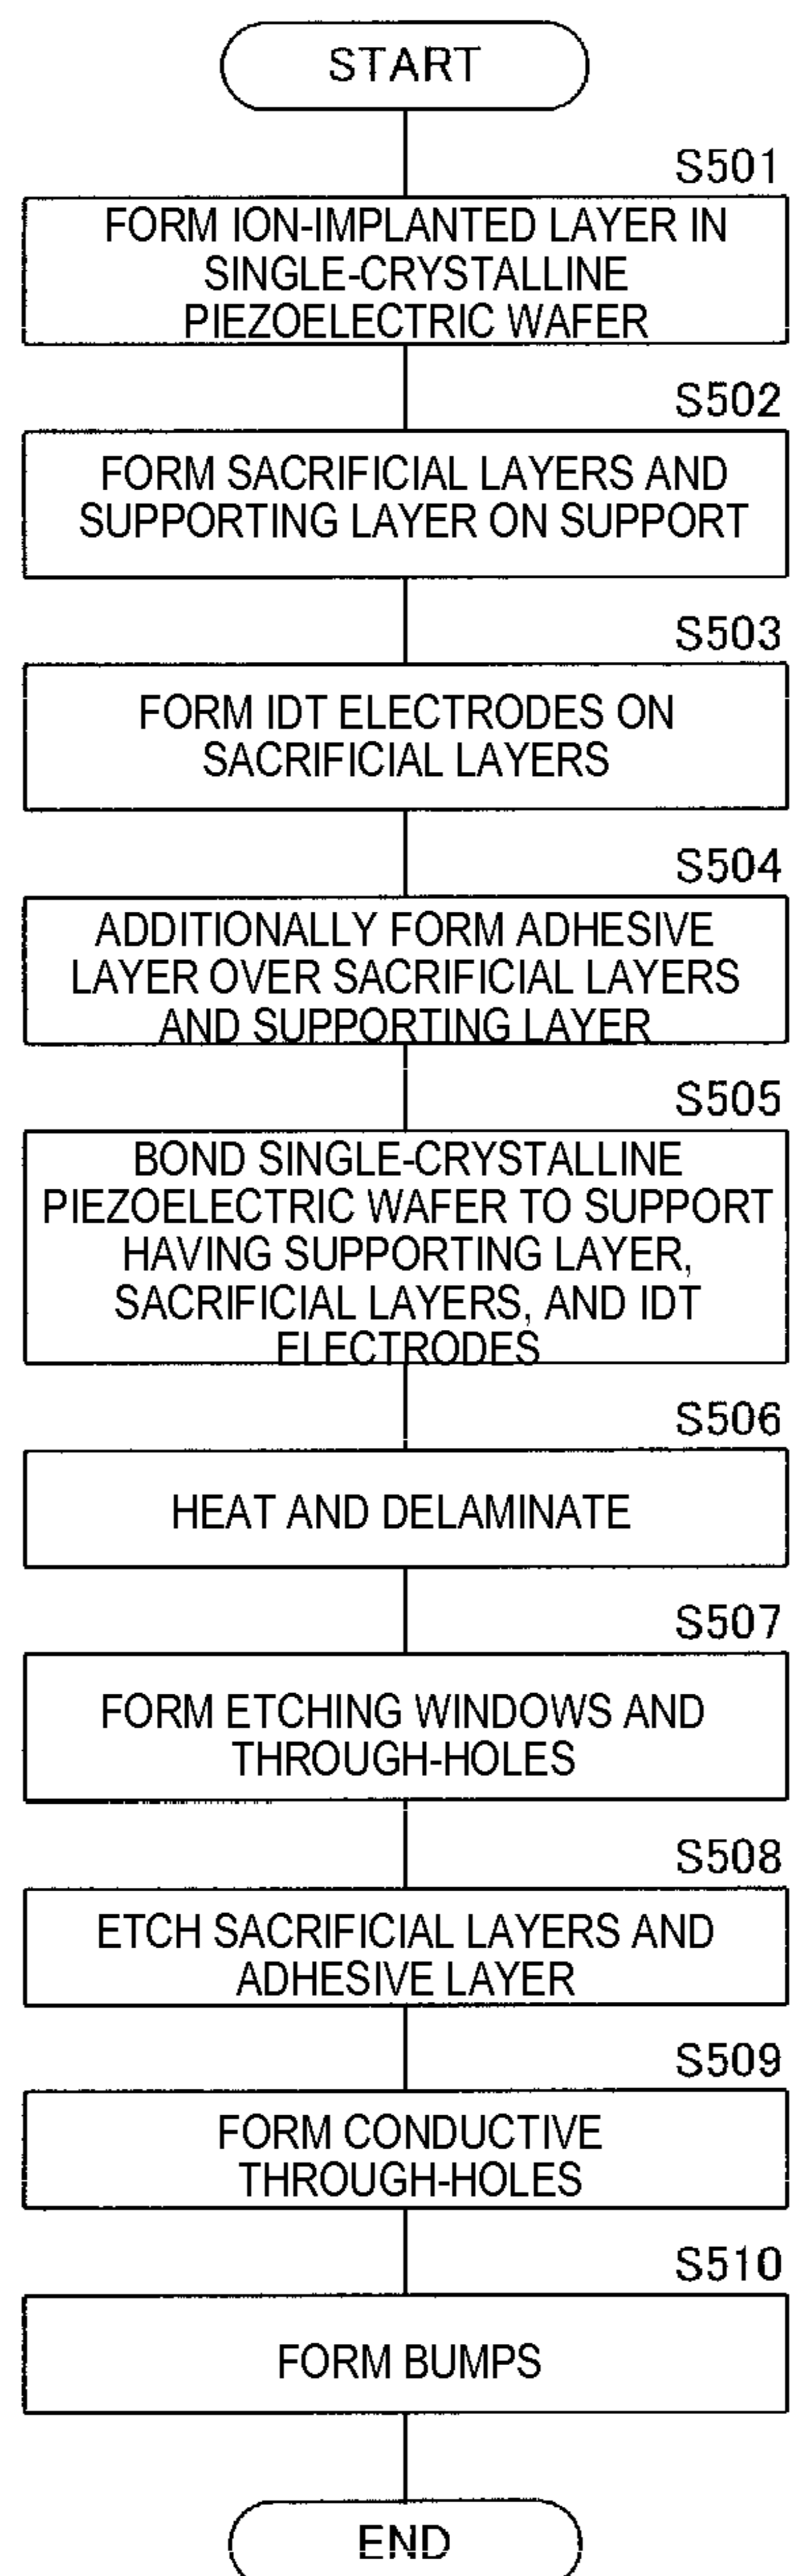 START
S501
FORM ION-IMPLANTED LAYER IN
SINGLE-CRYSTALLINE
PIEZOELECTRIC WAFER
S502
FORM SACRIFICIAL LAYERS AND
SUPPORTING LAYER ON SUPPORT
S503
FORM IDT ELECTRODES ON
SACRIFICIAL LAYERS
S504
ADDITIONALLY FORM ADHESIVE
LAYER OVER SACRIFICIAL LAYERS
AND SUPPORTING LAYER
S505
BOND SINGLE-CRYSTALLINE
PIEZOELECTRIC WAFER TO SUPPORT
HAVING SUPPORTING LAYER,
SACRIFICIAL LAYERS, AND IDT
ELECTRODES
S506
HEAT AND DELAMINATE
S507
FORM ETCHING WINDOWS AND
THROUGH-HOLES
S508
ETCH SACRIFICIAL LAYERS AND
ADHESIVE LAYER
S509
FORM CONDUCTIVE
THROUGH-HOLES
S510
FORM BUMPS
END